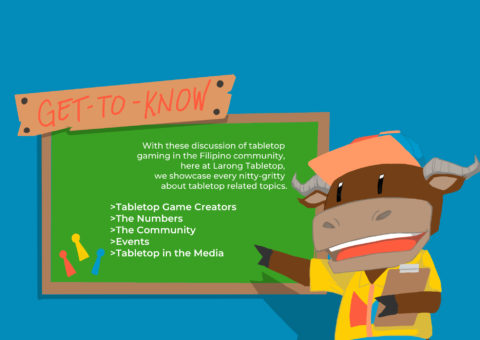 GET-TO-KNOW
With these discussion of tabletop
gaming in the Filipino community,
here at Larong Tabletop,
we showcase every nitty-gritty
about tabletop related topics.
>Tabletop Game Creators
>The Numbers
>The Community
>Events
>Tabletop in the Media